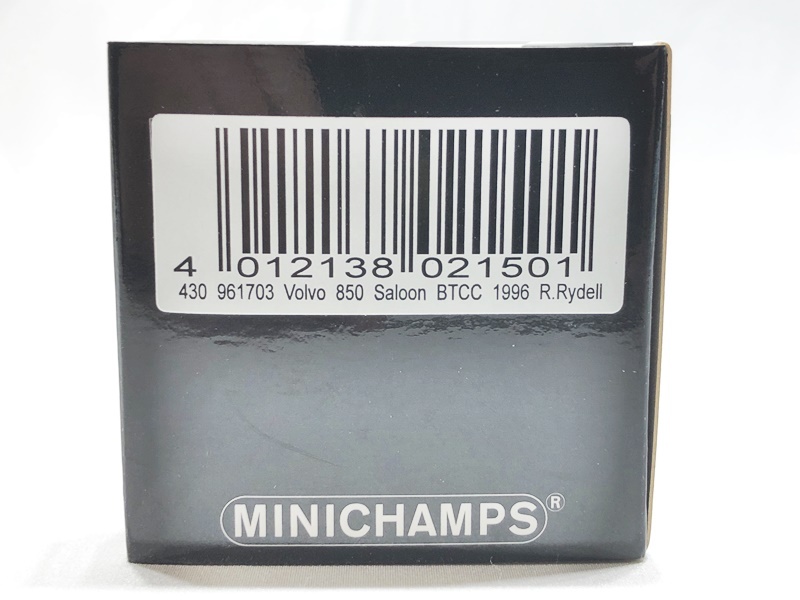 4 012138 021501
430 961703 Volvo 850 Saloon BTCC 1996 R.Rydell
MINICHAMPS®